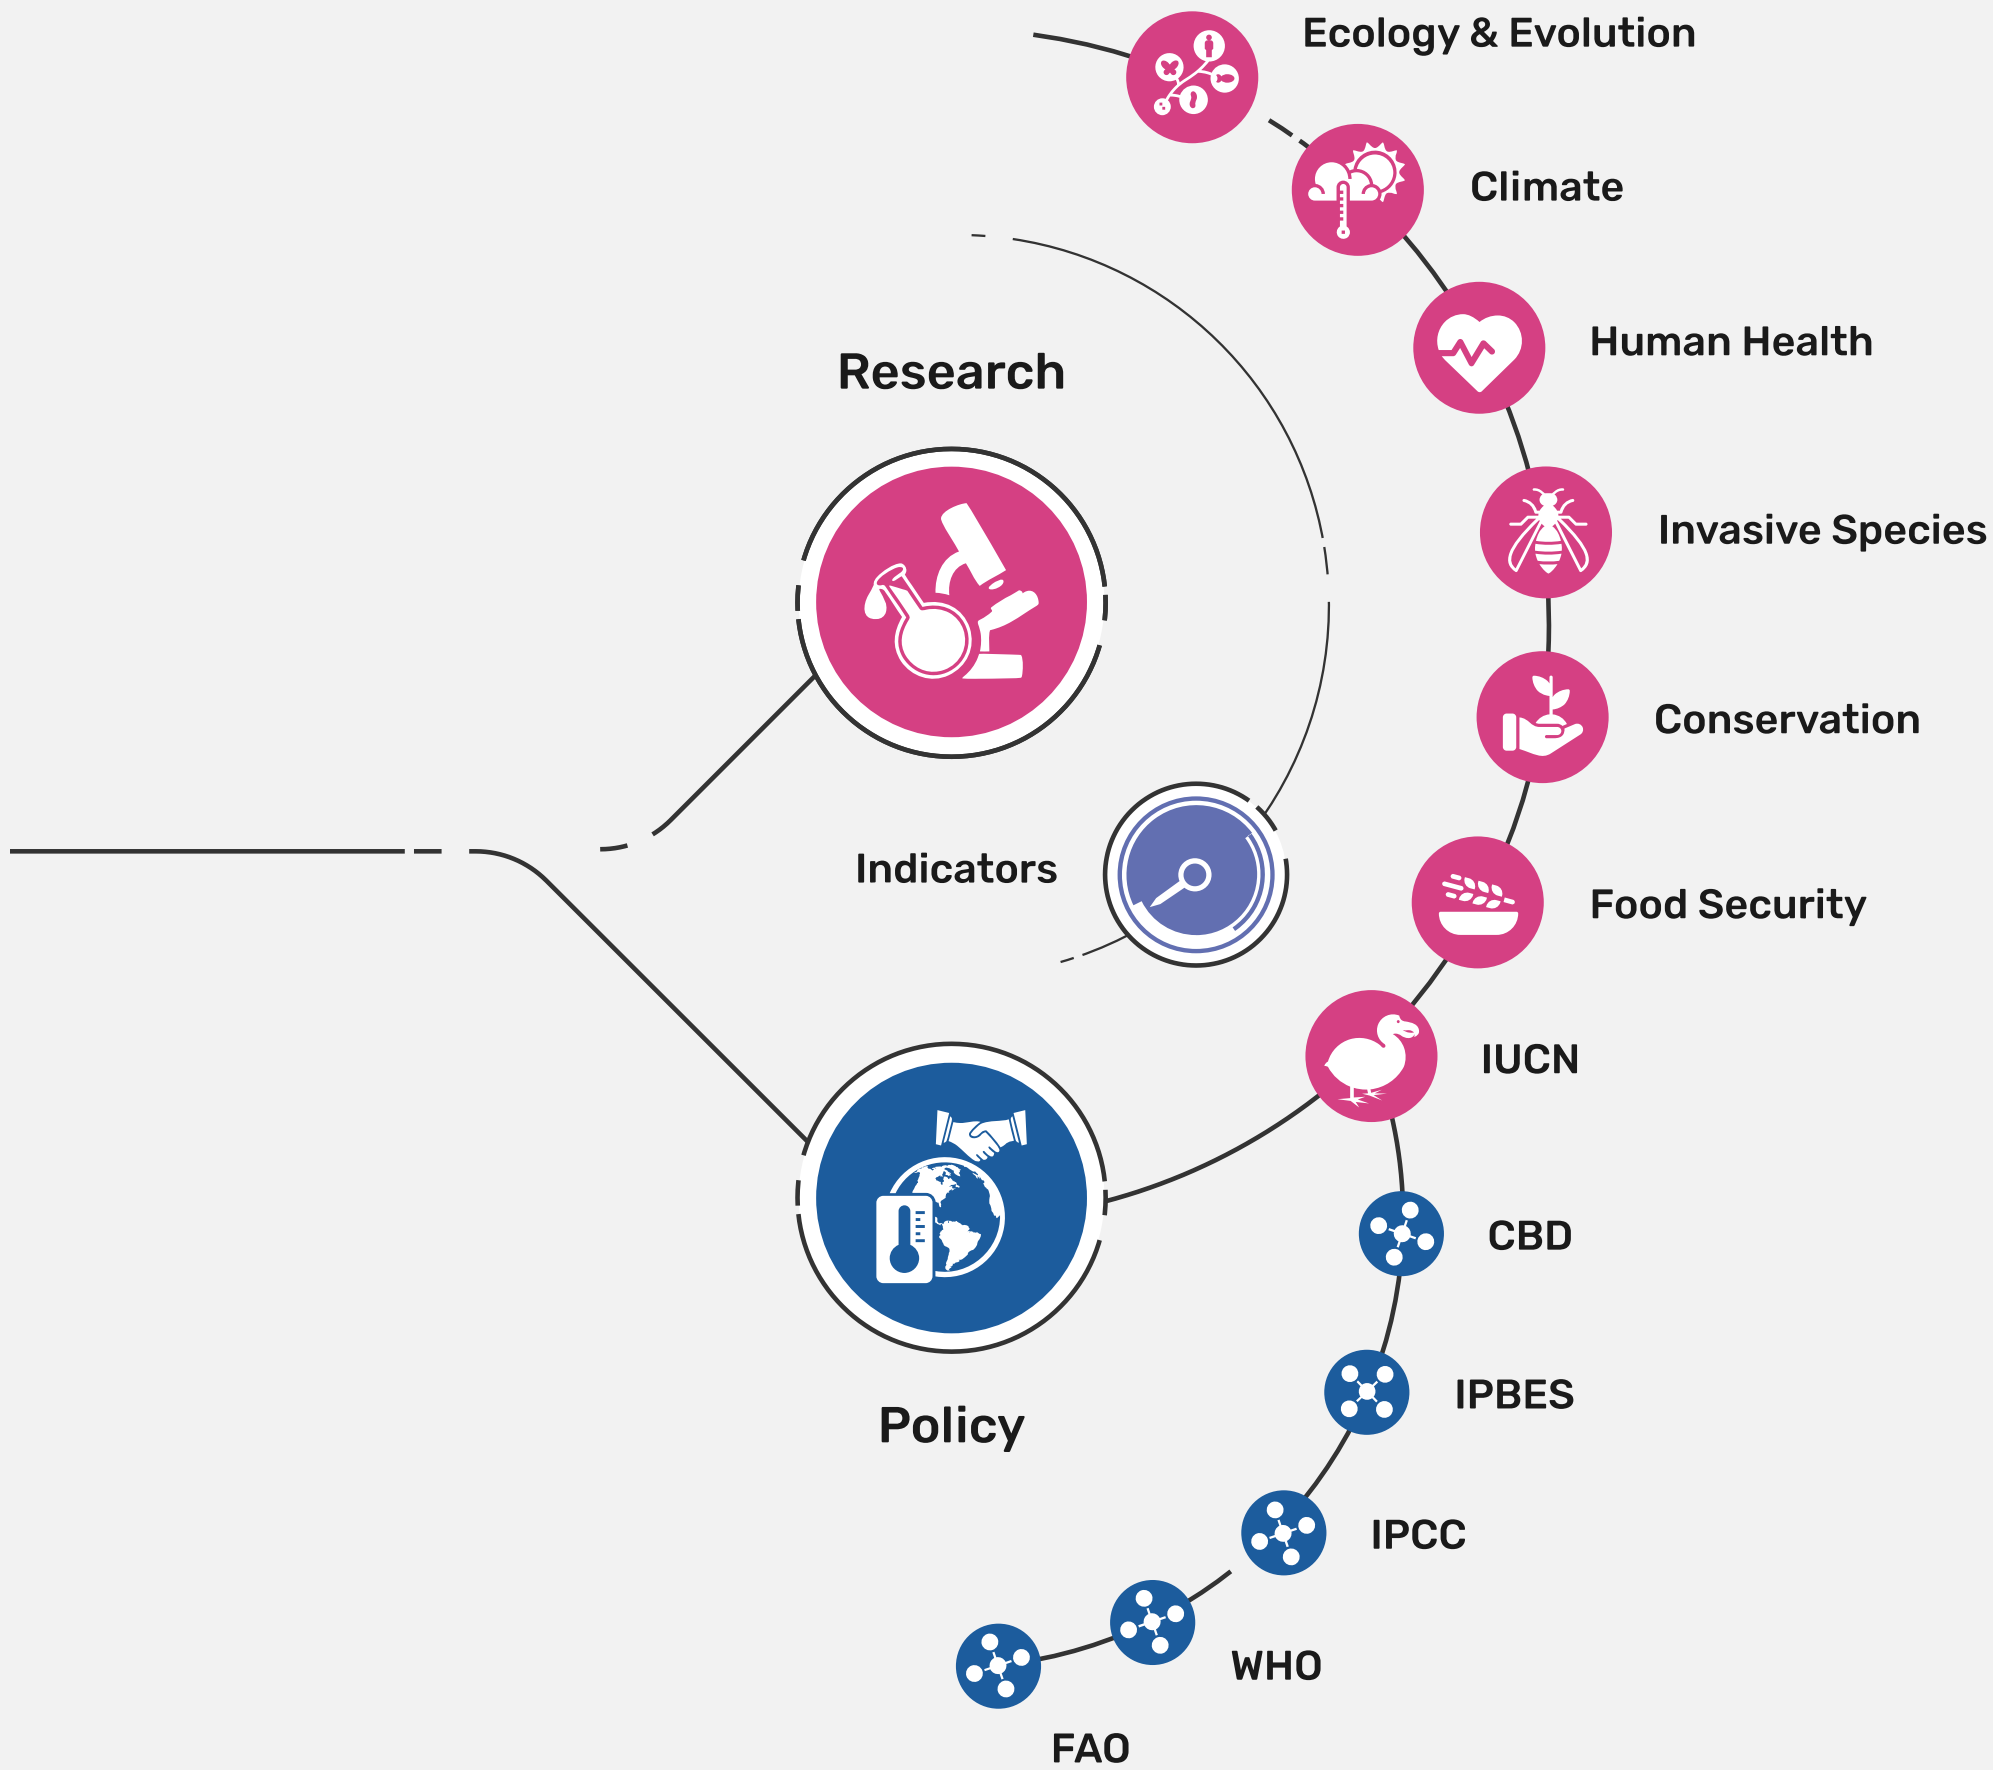 Ecology & Evolution
Climate
Human Health
Research
Invasive Species
Conservation
Indicators
Food Security
IUCN
CBD
IPBES
Policy
IPCC
WHO
FAO